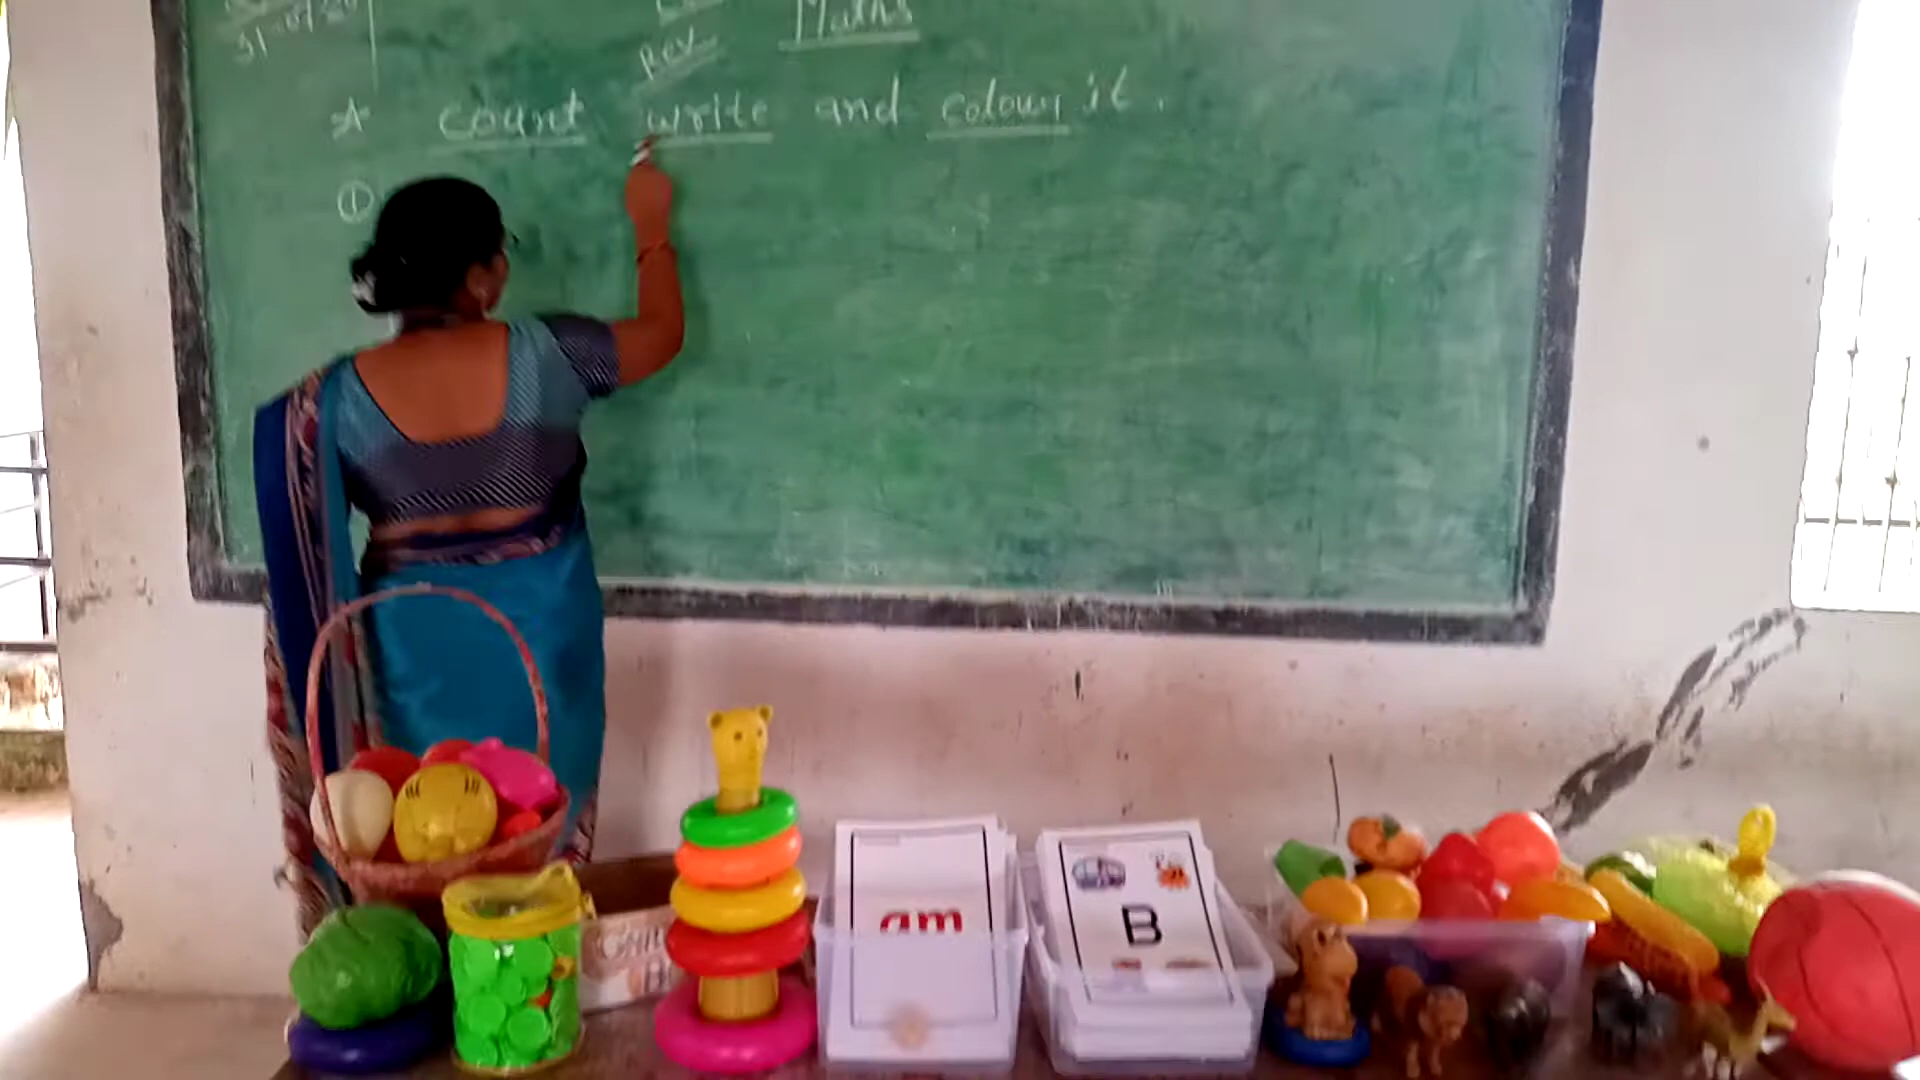 Rev
Maths
☆ count write and colour it.
①
am
B